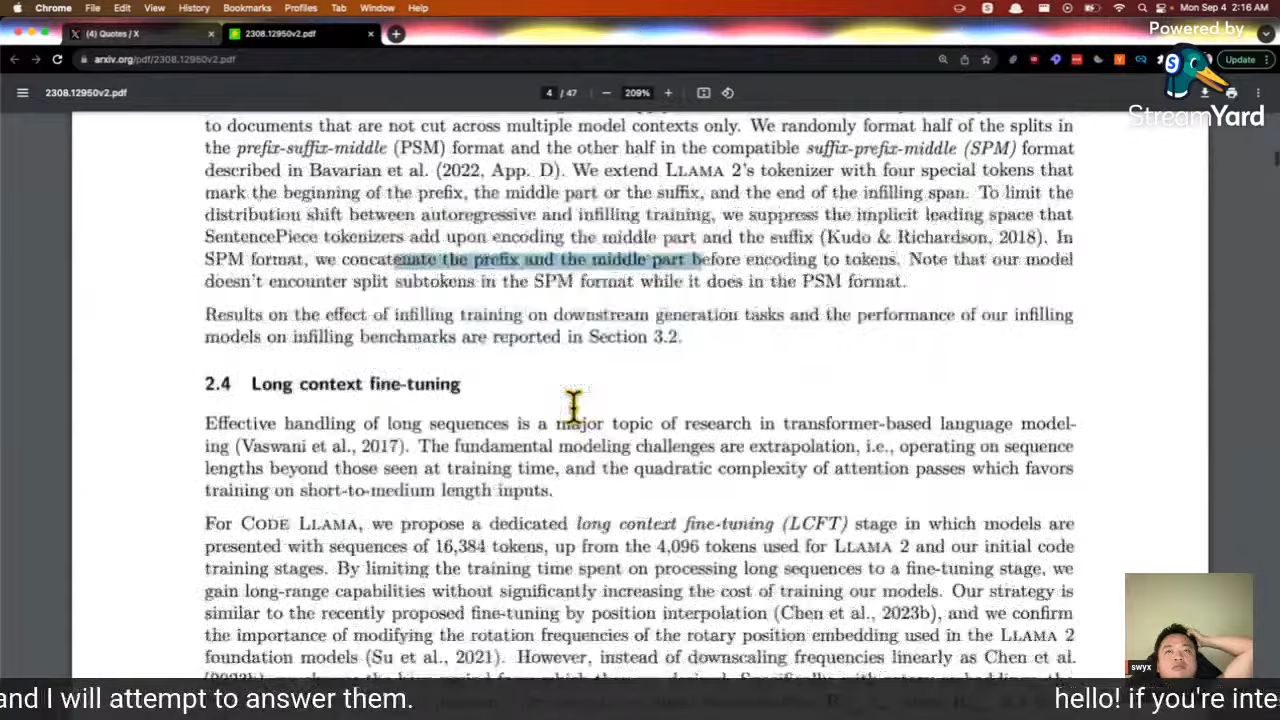 Chrome File Edit View History Bookmarks Profiles Tab Window Help
Mon Sep 4 2:16 AM
(4) Quotes / X
2308.12950v2.pdf
Powered by
StreamYard
arxiv.org/pdf/2308.12950v2.pdf
Update
2308.12950v2.pdf
4 / 47
209%
to documents that are not cut across multiple model contexts only. We randomly format half of the splits in
the prefix-suffix-middle (PSM) format and the other half in the compatible suffix-prefix-middle (SPM) format
described in Bavarian et al. (2022, App. D). We extend LLAMA 2's tokenizer with four special tokens that
mark the beginning of the prefix, the middle part or the suffix, and the end of the infilling span. To limit the
distribution shift between autoregressive and infilling training, we suppress the implicit leading space that
SentencePiece tokenizers add upon encoding the middle part and the suffix (Kudo & Richardson, 2018). In
SPM format, we concatenate the prefix and the middle part before encoding to tokens. Note that our model
doesn't encounter split subtokens in the SPM format while it does in the PSM format.
Results on the effect of infilling training on downstream generation tasks and the performance of our infilling
models on infilling benchmarks are reported in Section 3.2.
2.4 Long context fine-tuning
Effective handling of long sequences is a major topic of research in transformer-based language model-
ing (Vaswani et al., 2017). The fundamental modeling challenges are extrapolation, i.e., operating on sequence
lengths beyond those seen at training time, and the quadratic complexity of attention passes which favors
training on short-to-medium length inputs.
For CODE LLAMA, we propose a dedicated long context fine-tuning (LCFT) stage in which models are
presented with sequences of 16,384 tokens, up from the 4,096 tokens used for LLAMA 2 and our initial code
training stages. By limiting the training time spent on processing long sequences to a fine-tuning stage, we
gain long-range capabilities without significantly increasing the cost of training our models. Our strategy is
similar to the recently proposed fine-tuning by position interpolation (Chen et al., 2023b), and we confirm
the importance of modifying the rotation frequencies of the rotary position embedding used in the LLAMA 2
foundation models (Su et al., 2021). However, instead of downscaling frequencies linearly as Chen et al.
swyx
and I will attempt to answer them.
hello! if you're inte